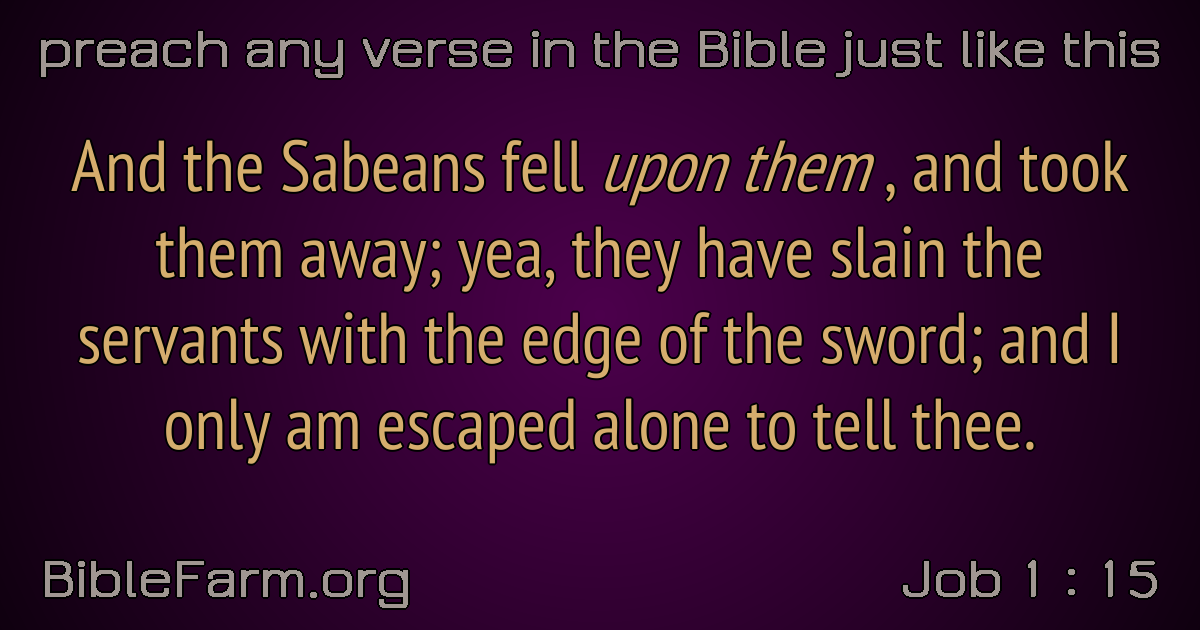 preach any verse in the Bible just like this
And the Sabeans fell upon them , and took
them away; yea, they have slain the
servants with the edge of the sword; and I
only am escaped alone to tell thee.
BibleFarm.org
Job 1 : 15